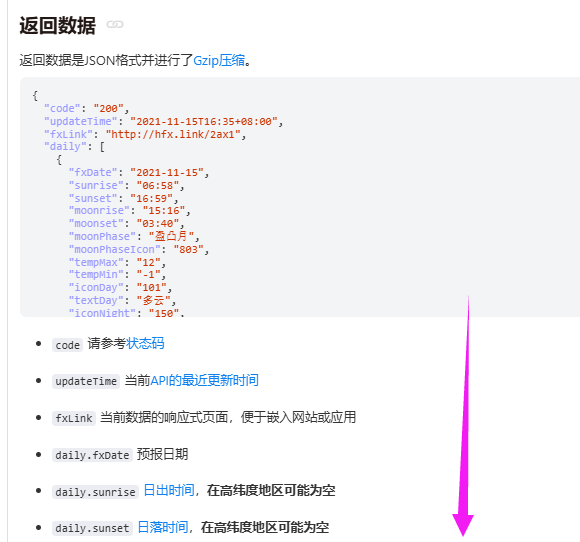 返回数据
返回数据是JSON格式并进行了Gzip压缩。
{
"code": "200",
"updateTime": "2021-11-15T16:35+08:00",
"fxLink": "http://hfx.link/2ax1",
"daily": [
{
"fxDate": "2021-11-15",
"sunrise": "06:58",
"sunset": "16:59",
"moonrise": "15:16",
"moonset": "03:40",
"moonPhase": "盈凸月",
"moonPhaseIcon": "803",
"tempMax": "12",
"tempMin": "-1",
"iconDay": "101",
"textDay": "多云",
"iconNight": "150",
code 请参考状态码
updateTime 当前API的最近更新时间
fxLink 当前数据的响应式页面，便于嵌入网站或应用
daily.fxDate 预报日期
daily.sunrise 日出时间，在高纬度地区可能为空
daily.sunset 日落时间，在高纬度地区可能为空